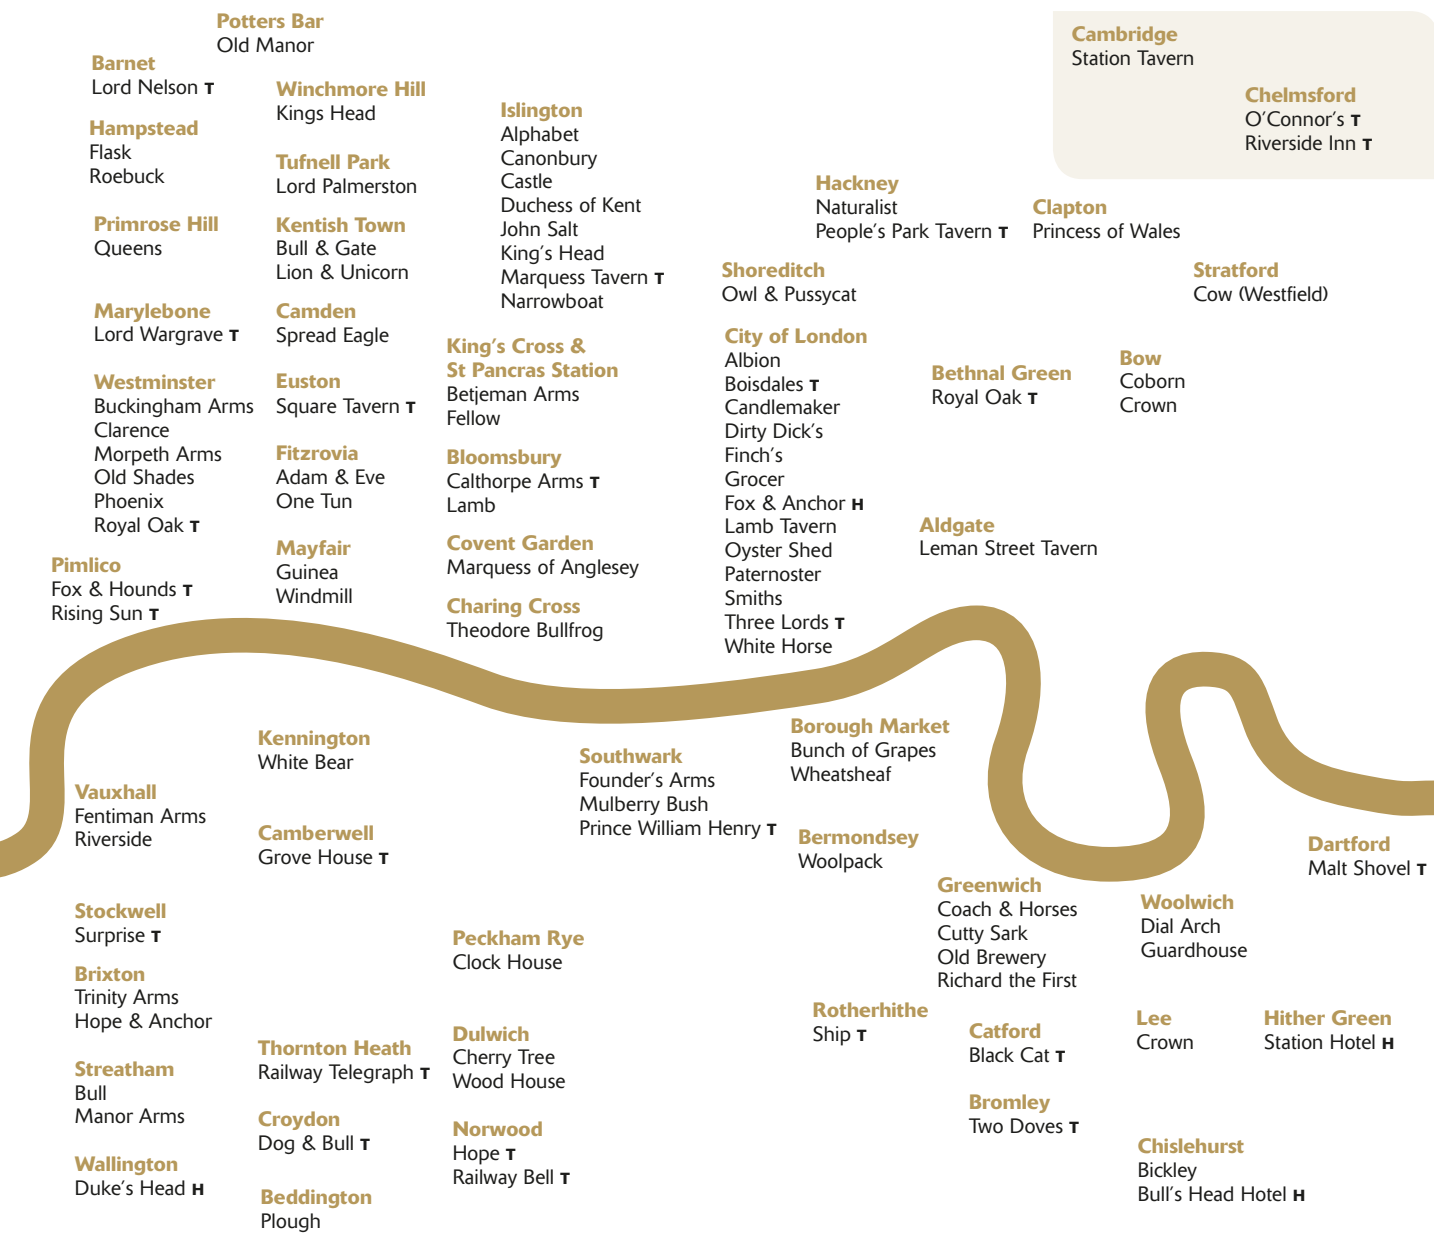 Potters Bar
Old Manor
Barnet
Lord Nelson T
Hampstead
Flask
Roebuck
Primrose Hill
Queens
Marylebone
Lord Wargrave T
Westminster
Buckingham Arms
Clarence
Morpeth Arms
Old Shades
Phoenix
Royal Oak T
Pimlico
Fox & Hounds T
Rising Sun T
Winchmore Hill
Kings Head
Tufnell Park
Lord Palmerston
Kentish Town
Bull & Gate
Lion & Unicorn
Camden
Spread Eagle
Euston
Square Tavern T
Fitzrovia
Adam & Eve
One Tun
Mayfair
Guinea
Windmill
Islington
Alphabet
Canonbury
Castle
Duchess of Kent
John Salt
King's Head
Marquess Tavern T
Narrowboat
King's Cross &
St Pancras Station
Betjeman Arms
Fellow
Bloomsbury
Calthorpe Arms T
Lamb
Covent Garden
Marquess of Anglesey
Charing Cross
Theodore Bullfrog
Hackney
Naturalist
People's Park Tavern T
Shoreditch
Owl & Pussycat
City of London
Albion
Boisdales T
Candlemaker
Dirty Dick's
Finch's
Grocer
Fox & Anchor H
Lamb Tavern
Oyster Shed
Paternoster
Smiths
Three Lords T
White Horse
Cambridge
Station Tavern
Chelmsford
O'Connor's T
Riverside Inn T
Clapton
Princess of Wales
Stratford
Cow (Westfield)
Bethnal Green
Royal Oak T
Bow
Coborn
Crown
Aldgate
Leman Street Tavern
Vauxhall
Fentiman Arms
Riverside
Stockwell
Surprise T
Brixton
Trinity Arms
Hope & Anchor
Streatham
Bull
Manor Arms
Wallington
Duke's Head H
Kennington
White Bear
Camberwell
Grove House T
Thornton Heath
Railway Telegraph T
Croydon
Dog & Bull T
Beddington
Plough
Southwark
Founder's Arms
Mulberry Bush
Prince William Henry T
Peckham Rye
Clock House
Dulwich
Cherry Tree
Wood House
Norwood
Hope T
Railway Bell T
Borough Market
Bunch of Grapes
Wheatsheaf
Bermondsey
Woolpack
Greenwich
Coach & Horses
Cutty Sark
Old Brewery
Richard the First
Rotherhithe
Ship T
Catford
Black Cat T
Bromley
Two Doves T
Woolwich
Dial Arch
Guardhouse
Lee
Crown
Chislehurst
Bickley
Bull's Head Hotel H
Dartford
Malt Shovel T
Hither Green
Station Hotel H